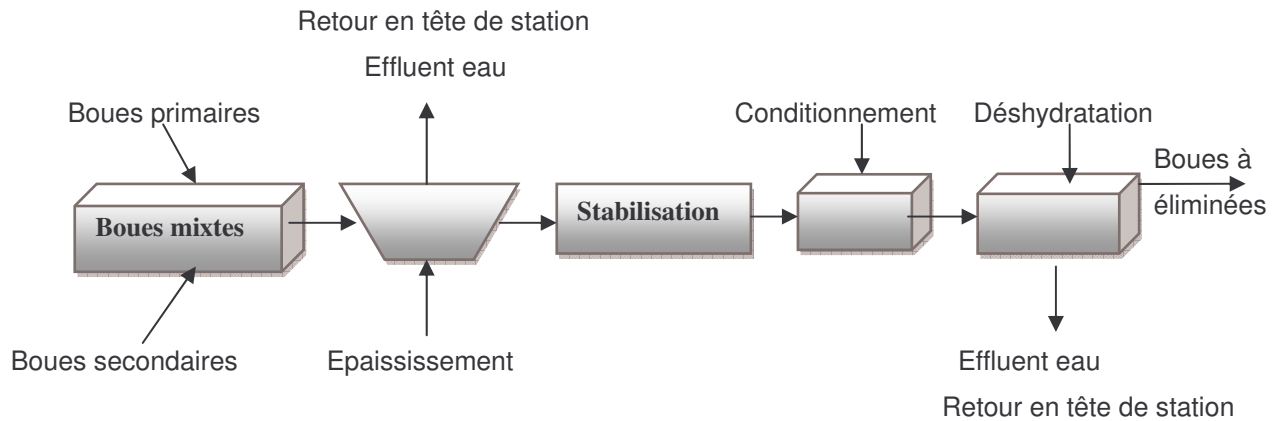 Retour en tête de station
Effluent eau
Boues primaires
Conditionnement
Déshydratation
Boues à
éliminées
Boues mixtes
Stabilisation
Boues secondaires
Epaississement
Effluent eau
Retour en tête de station